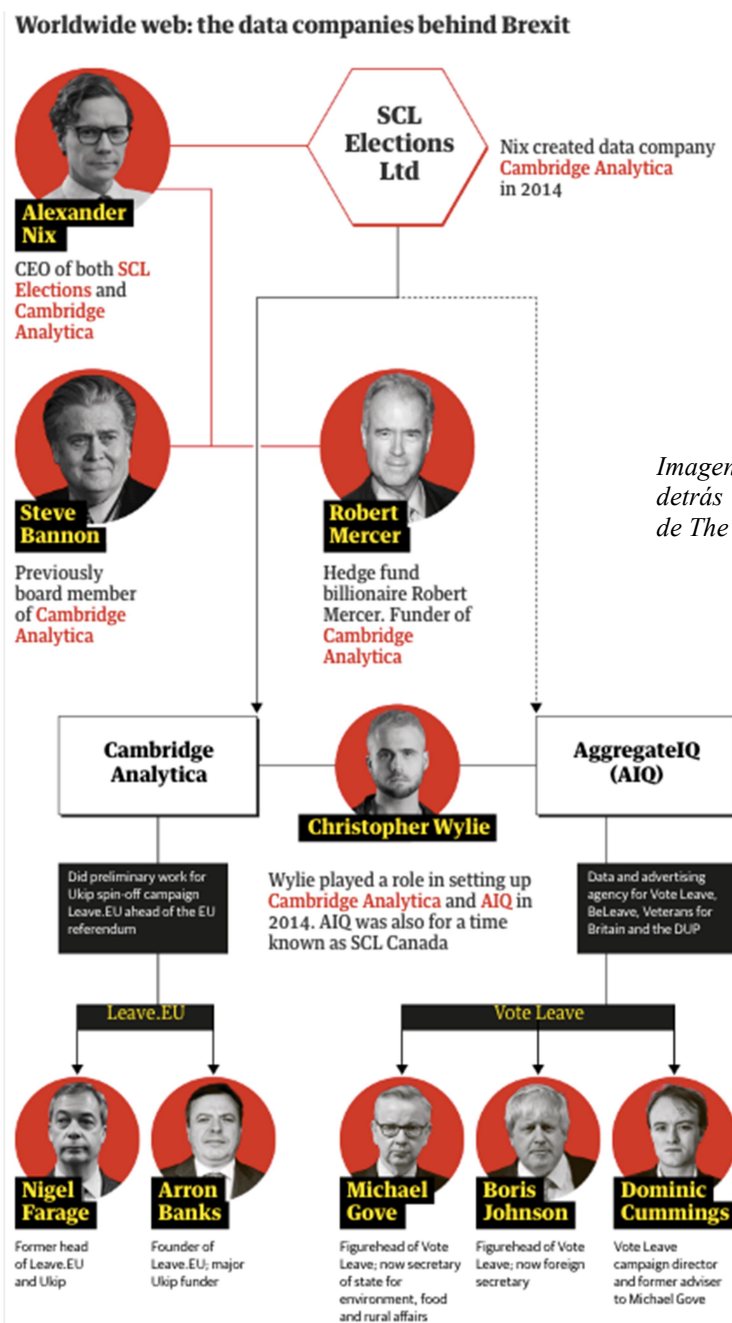 Worldwide web: the data companies behind Brexit
SCL
Elections
Ltd
Nix created data company
Cambridge Analytica
in 2014
Alexander
Nix
CEO of both SCL
Elections and
Cambridge
Analytica
Steve
Bannon
Previously
board member
of Cambridge
Analytica
Robert
Mercer
Hedge fund
billionaire Robert
Mercer. Funder of
Cambridge
Analytica
Imagen
detrás
de The
Cambridge
Analytica
Christopher Wylie
AggregateIQ
(AIQ)
Did preliminary work for
Ukip spin-off campaign
Leave.EU ahead of the EU
referendum
Wylie played a role in setting up
Cambridge Analytica and AIQ in
2014. AIQ was also for a time
known as SCL Canada
Data and advertising
agency for Vote Leave,
BeLeave, Veterans for
Britain and the DUP
Leave.EU
Vote Leave
Nigel
Farage
Former head
of Leave.EU
and Ukip
Arron
Banks
Founder of
Leave.EU; major
Ukip funder
Michael
Gove
Figurehead of Vote
Leave; now secretary
of state for
environment, food
and rural affairs
Boris
Johnson
Figurehead of Vote
Leave; now foreign
secretary
Dominic
Cummings
Vote Leave
campaign director
and former adviser
to Michael Gove